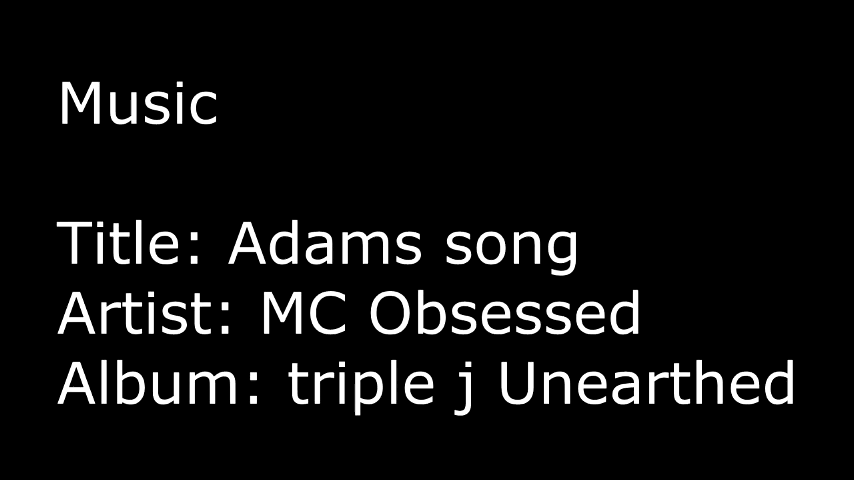 Music
Title: Adams song
Artist: MC Obsessed
Album: triple j Unearthed